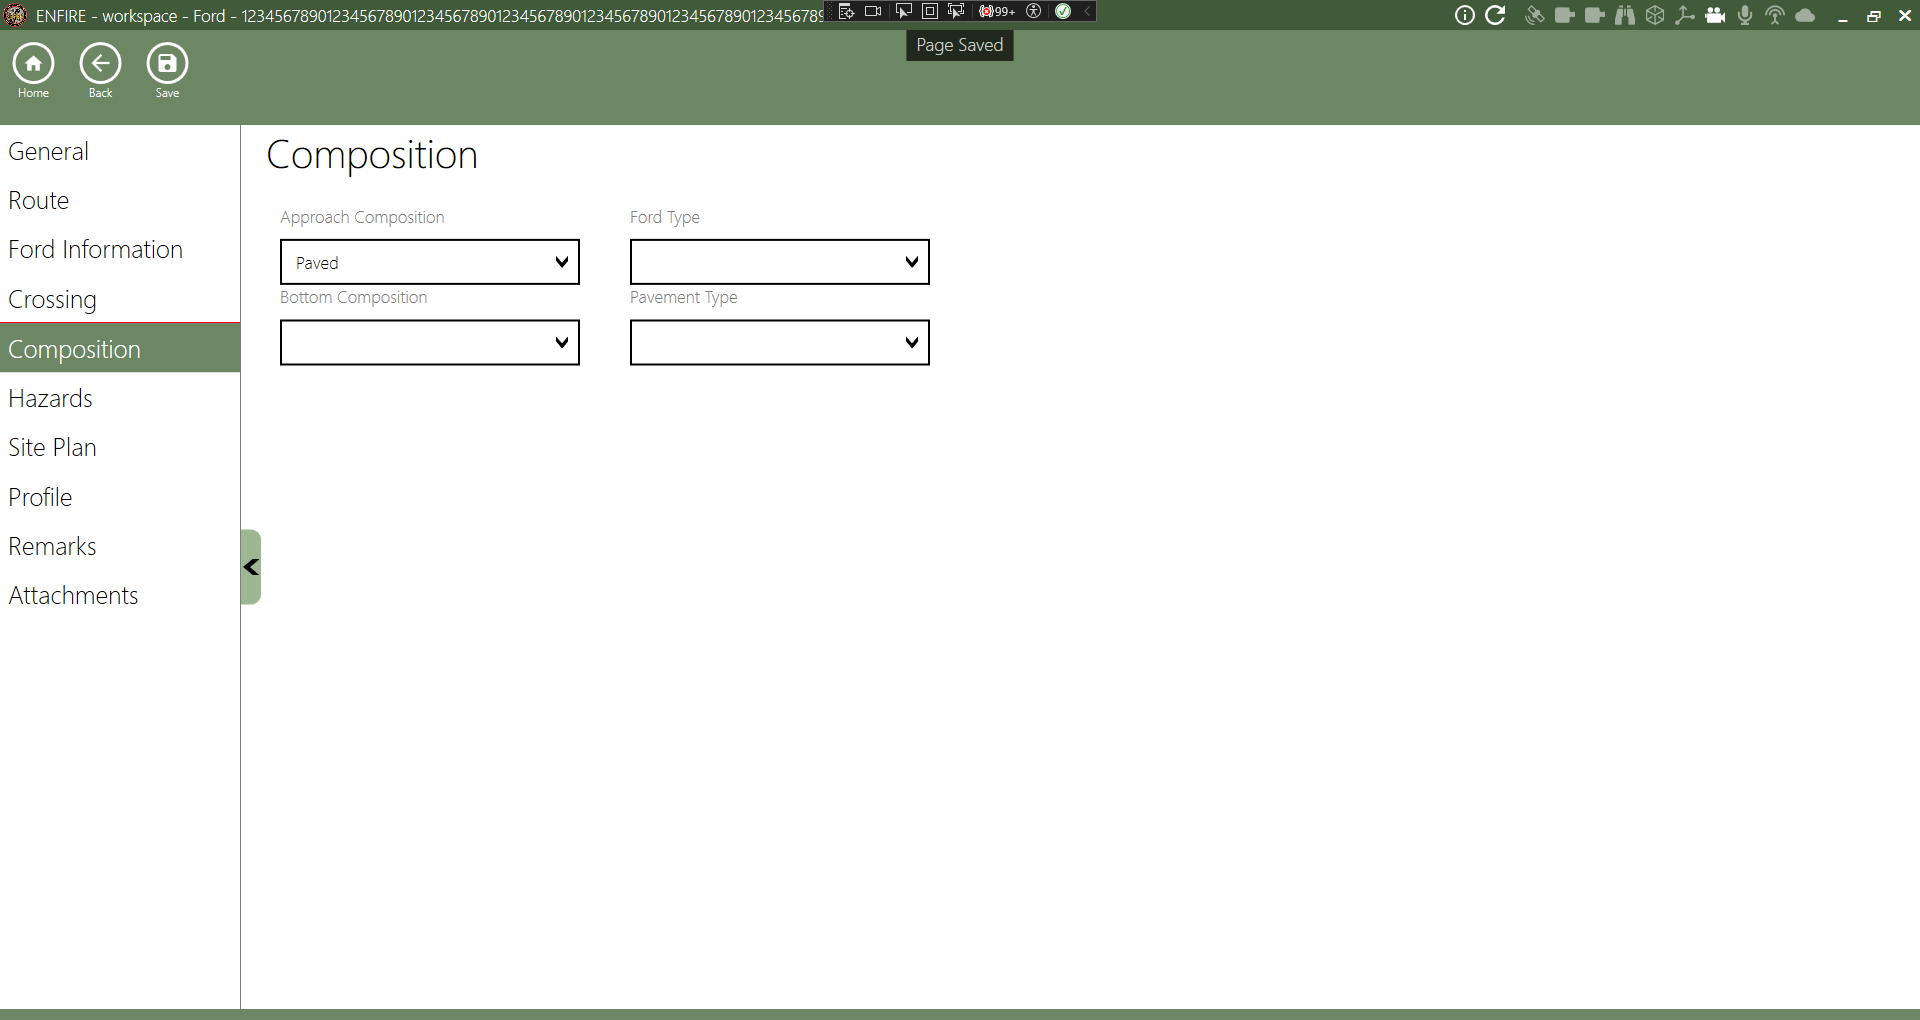 ENFIRE - workspace - Ford - 1234567890123456789012345678901234567890123456789012345678901234567890123456789
99+
Page Saved
Home
Back
Save
General
Route
Ford Information
Crossing
Composition
Hazards
Site Plan
Profile
Remarks
Attachments
Composition
Approach Composition
Ford Type
Paved
Bottom Composition
Pavement Type